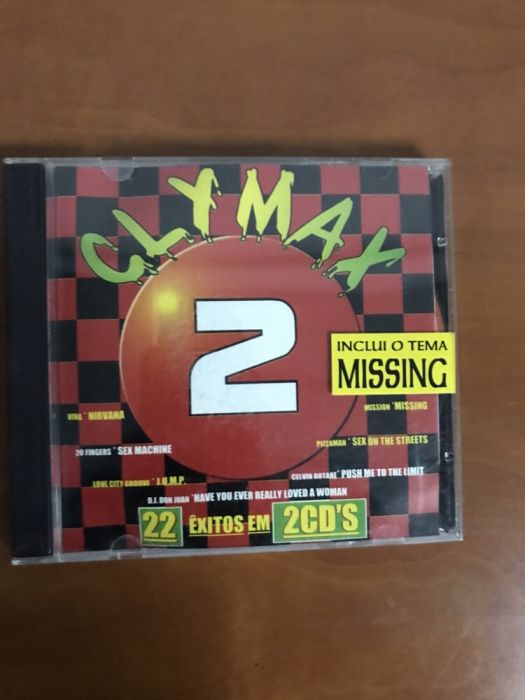 CLYMAX
2
INCLUI O TEMA
MISSING
VIVA * NIRVANA
MISSION * MISSING
20 FINGERS * SEX MACHINE
PIZZAMAN * SEX ON THE STREETS
LOVE CITY GROOVE * J.U.M.P.
CELVIN ROTANE * PUSH ME TO THE LIMIT
D.J. DON JUAN * HAVE YOU EVER REALLY LOVED A WOMAN
22 ÊXITOS EM 2CD'S